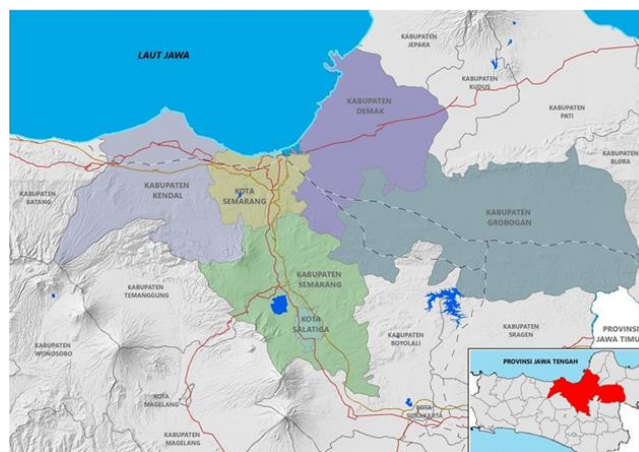 LAUT JAWA
KABUPATEN
JEPARA
KABUPATEN
KUDUS
KABUPATEN
DEMAK
KABUPATEN
PATI
KABUPATEN
BLORA
KABUPATEN
BATANG
KABUPATEN
KENDAL
KOTA
SEMARANG
KABUPATEN
GROBOGAN
KABUPATEN
TEMANGGUNG
KABUPATEN
SEMARANG
KABUPATEN
WONOSOBO
KOTA
SALATIGA
KABUPATEN
BOYOLALI
KABUPATEN
SRAGEN
PROVINSI
JAWA TIMU
KOTA
MAGELANG
KABUPATEN
MAGELANG
KOTA
SURAKARTA
PROVINSI JAWA TENGAH